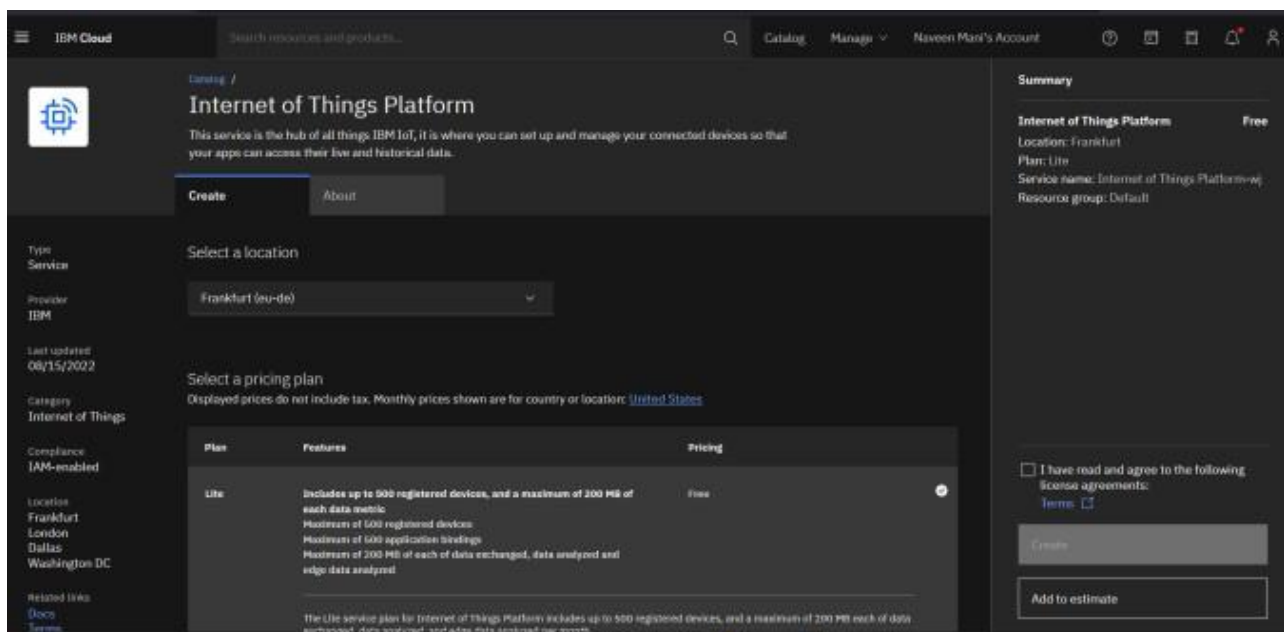 IBM Cloud
Search resources and products...
Catalog
Manage
Naveen Mani's Account
Catalog /
Internet of Things Platform
This service is the hub of all things IBM IoT, it is where you can set up and manage your connected devices so that
your apps can access their live and historical data.
Create
About
Type
Service
Provider
IBM
Last updated
08/15/2022
Category
Internet of Things
Compliance
IAM-enabled
Location
Frankfurt
London
Dallas
Washington DC
Related links
Docs
Terms
Select a location
Frankfurt (eu-de)
Select a pricing plan
Displayed prices do not include tax. Monthly prices shown are for country or location: United States
Plan
Features
Pricing
Lite
Includes up to 500 registered devices, and a maximum of 200 MB of
each data metric
Free
Maximum of 500 registered devices
Maximum of 500 application bindings
Maximum of 200 MB of each of data exchanged, data analyzed and
edge data analyzed
The Lite service plan for Internet of Things Platform includes up to 500 registered devices, and a maximum of 200 MB each of data
exchanged, data analyzed, and edge data analyzed per month.
Summary
Internet of Things Platform
Free
Location: Frankfurt
Plan: Lite
Service name: Internet of Things Platform-wj
Resource group: Default
I have read and agree to the following
license agreements:
Terms
Create
Add to estimate